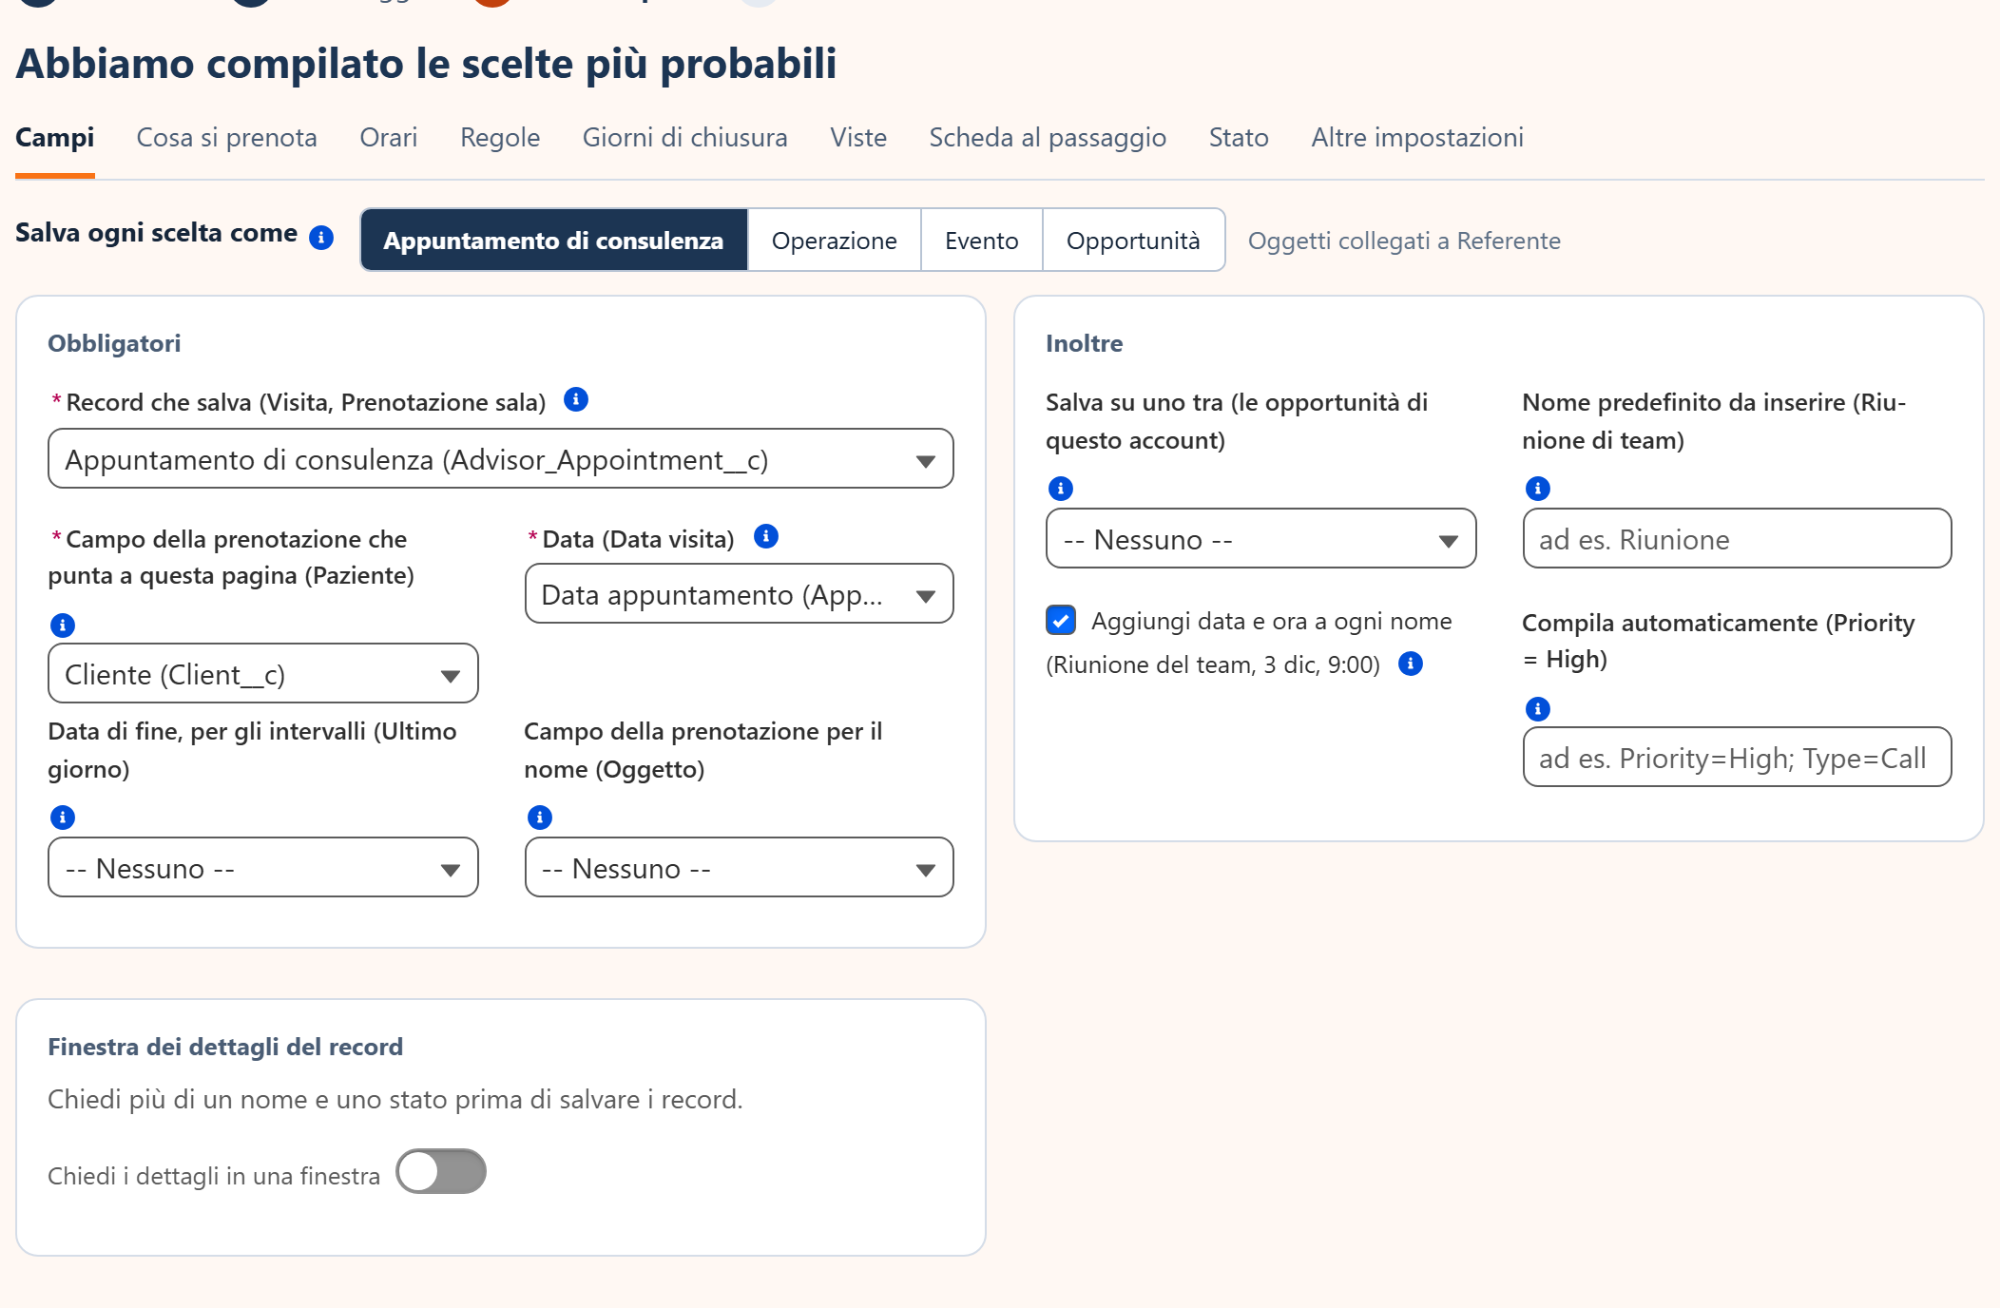 Abbiamo compilato le scelte più probabili
Campi
Cosa si prenota
Orari
Regole
Giorni di chiusura
Viste
Scheda al passaggio
Stato
Altre impostazioni
Salva ogni scelta come
Appuntamento di consulenza
Operazione
Evento
Opportunità
Oggetti collegati a Referente
Obbligatori
*Record che salva (Visita, Prenotazione sala)
Appuntamento di consulenza (Advisor_Appointment__c)
*Campo della prenotazione che
punta a questa pagina (Paziente)
Cliente (Client__c)
*Data (Data visita)
Data appuntamento (App...
Data di fine, per gli intervalli (Ultimo
giorno)
-- Nessuno --
Campo della prenotazione per il
nome (Oggetto)
-- Nessuno --
Inoltre
Salva su uno tra (le opportunità di
questo account)
-- Nessuno --
Nome predefinito da inserire (Riu-
nione di team)
ad es. Riunione
Aggiungi data e ora a ogni nome
(Riunione del team, 3 dic, 9:00)
Compila automaticamente (Priority
= High)
ad es. Priority=High; Type=Call
Finestra dei dettagli del record
Chiedi più di un nome e uno stato prima di salvare i record.
Chiedi i dettagli in una finestra